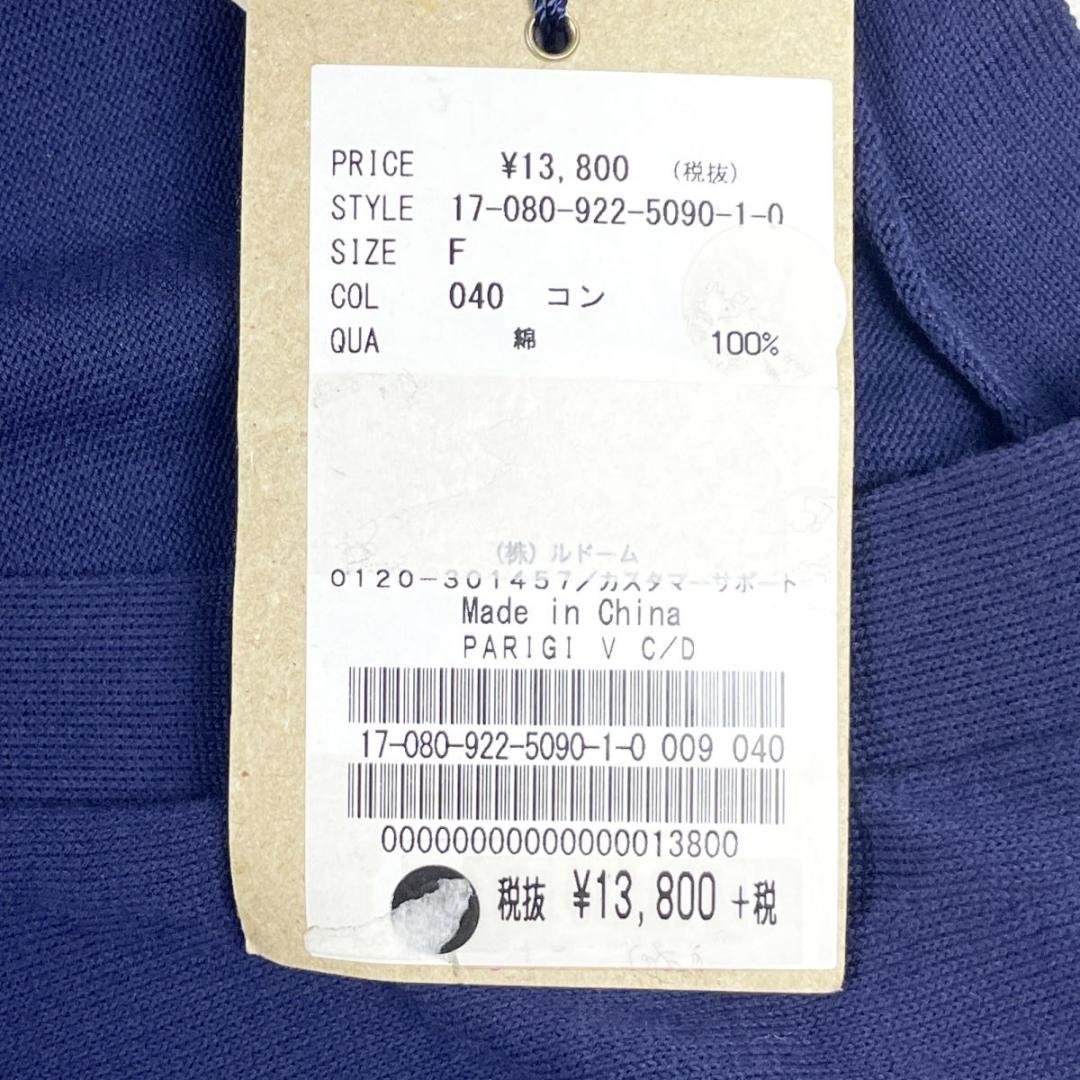 PRICE ¥13,800 (税抜)
STYLE 17-080-922-5090-1-0
SIZE F
COL 040 コン
QUA 綿 100%
(株) ルドーム
0120-301457/カスタマーサポート
Made in China
PARIGI V C/D
17-080-922-5090-1-0 009 040
00000000000000013800
税抜 ¥13,800 +税